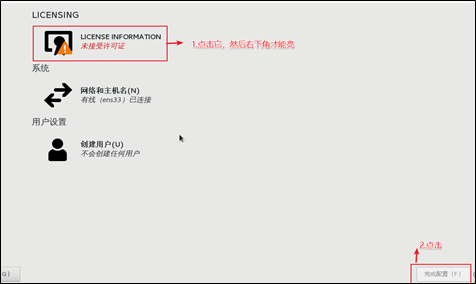 LICENSING
LICENSE INFORMATION
未接受许可证
1.点击它，然后右下角才能亮
系统
网络和主机名(N)
有线（ens33）已连接
用户设置
创建用户(U)
不会创建任何用户
2.点击
Q）
完成配置（F）